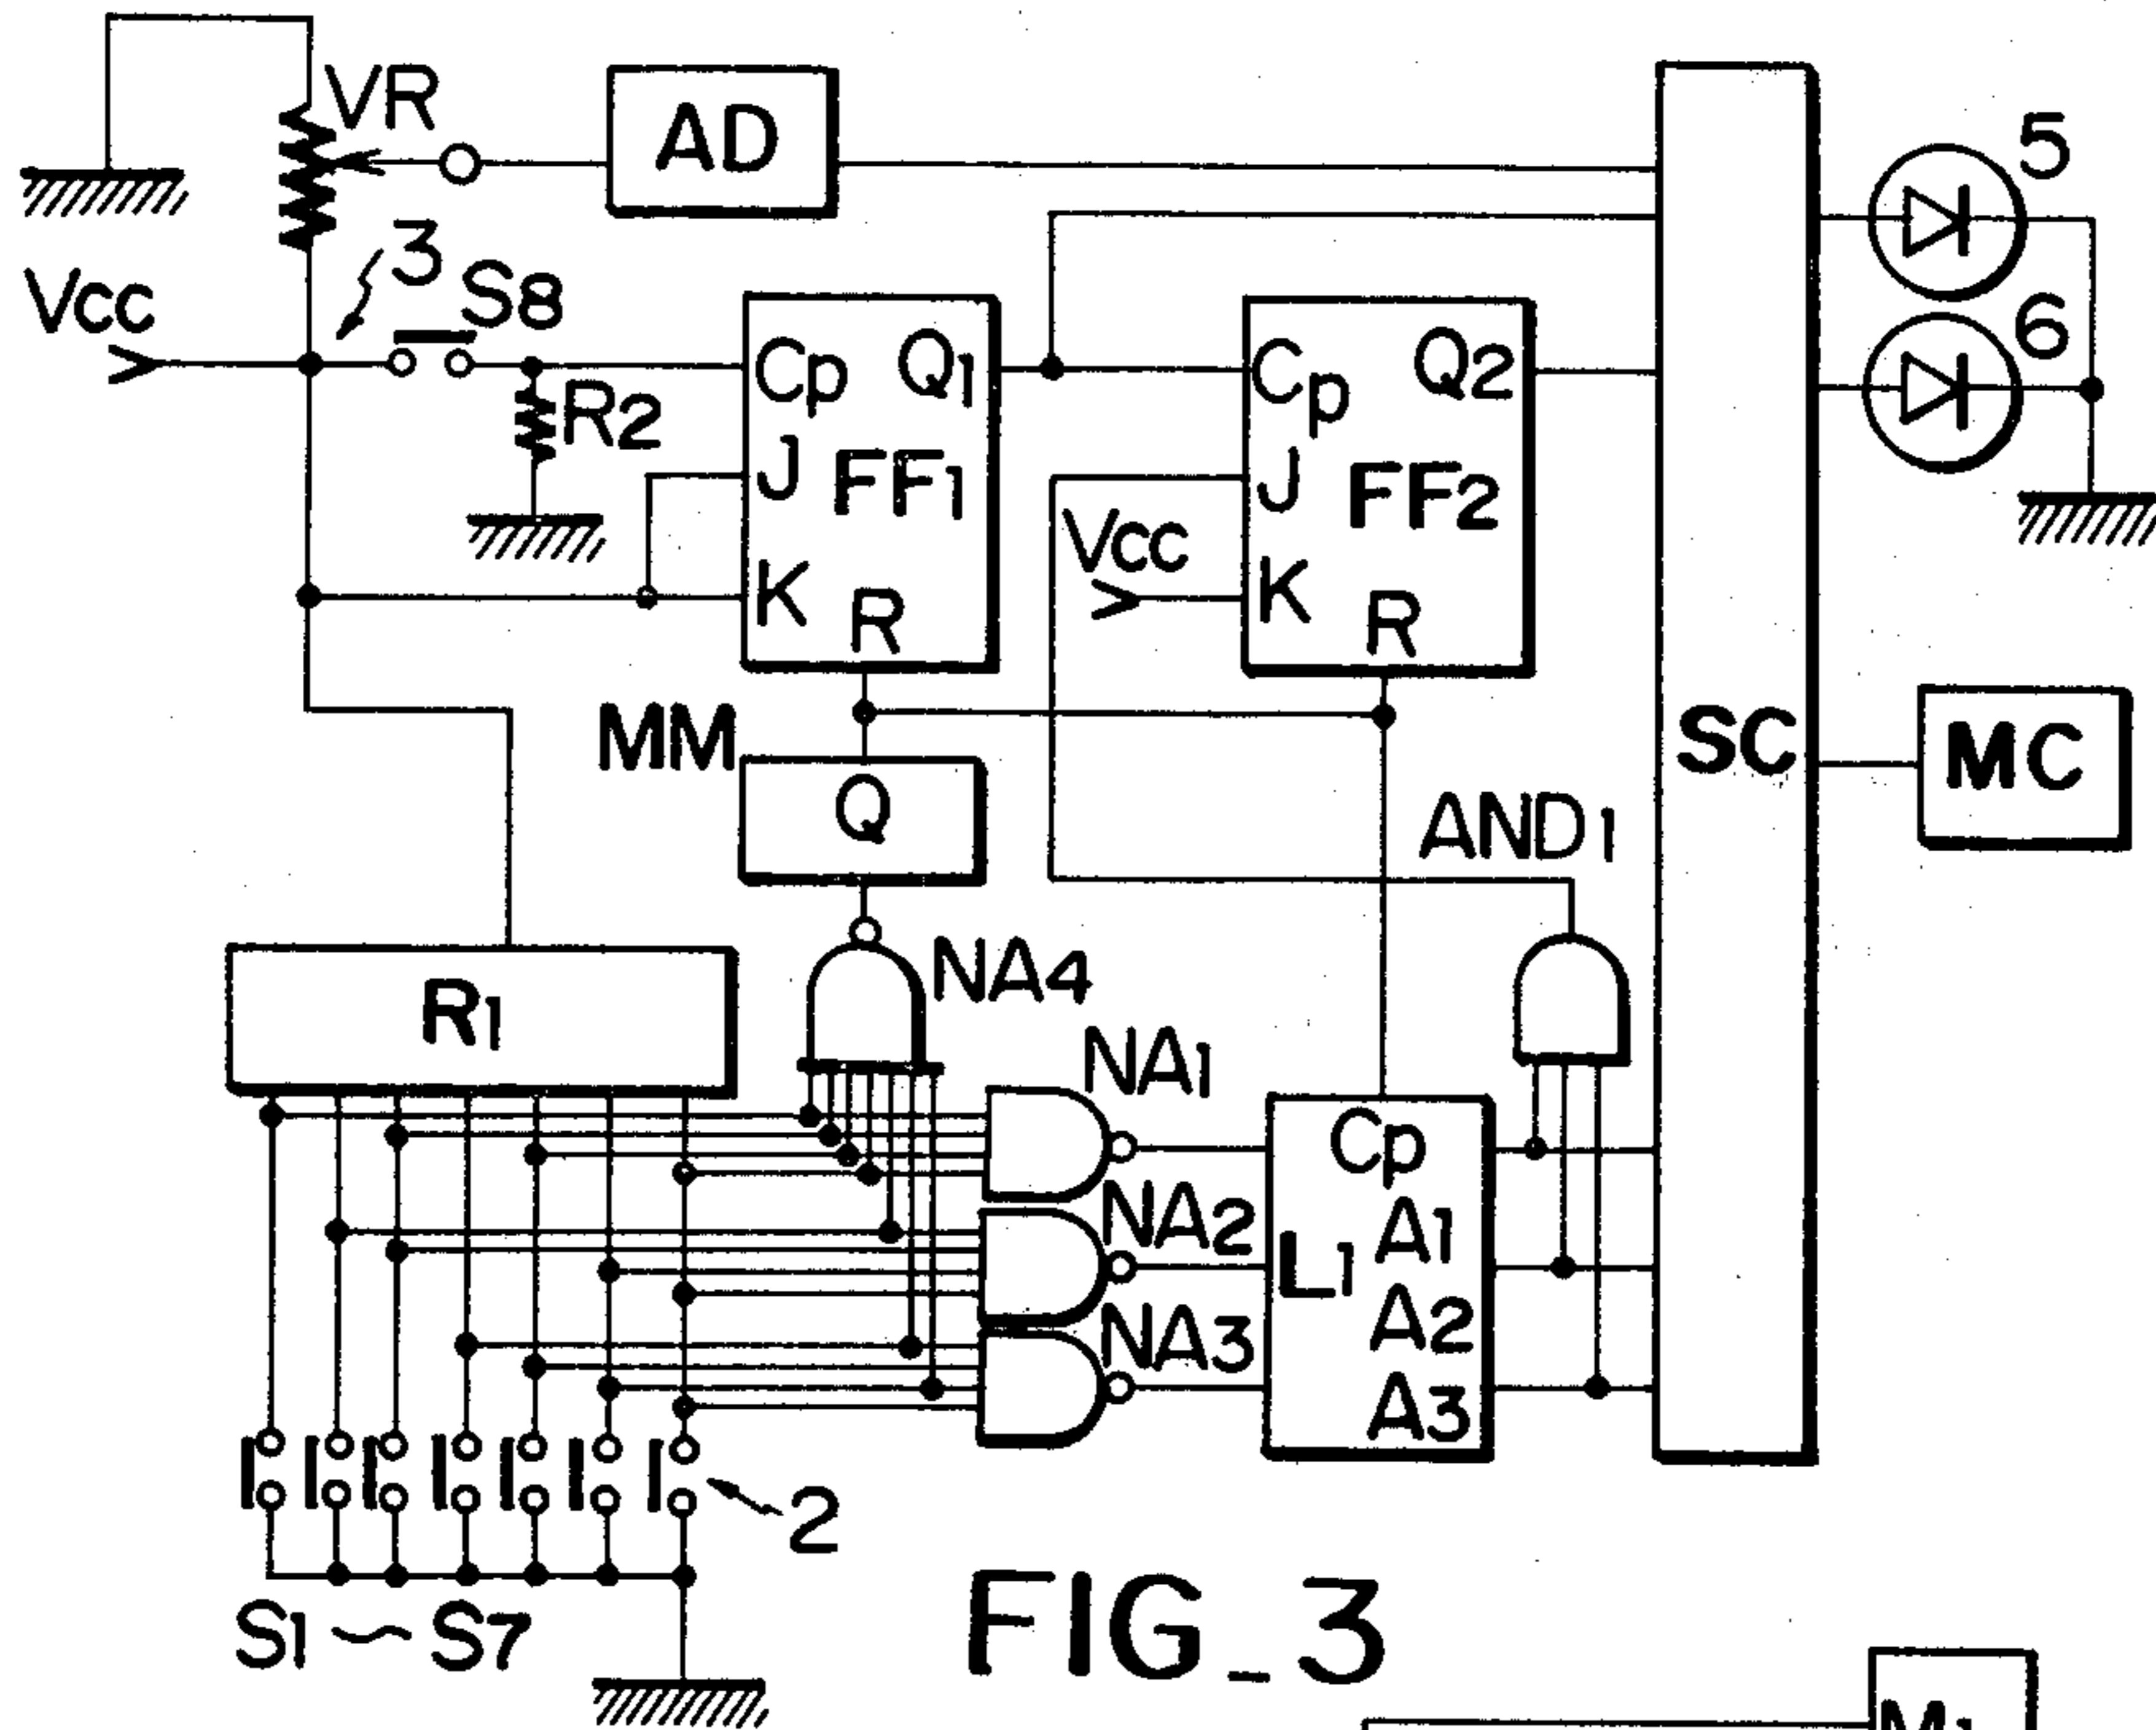 VR
AD
5
3
S8
Vcc
6
Cp
Q1
Cp
Q2
R2
J
FF1
J
FF2
Vcc
K
R
K
R
MM
SC
MC
Q
AND1
NA4
R1
NA1
Cp
NA2
A1
L1
A2
NA3
A3
2
S1 ~ S7
FIG_3
M1